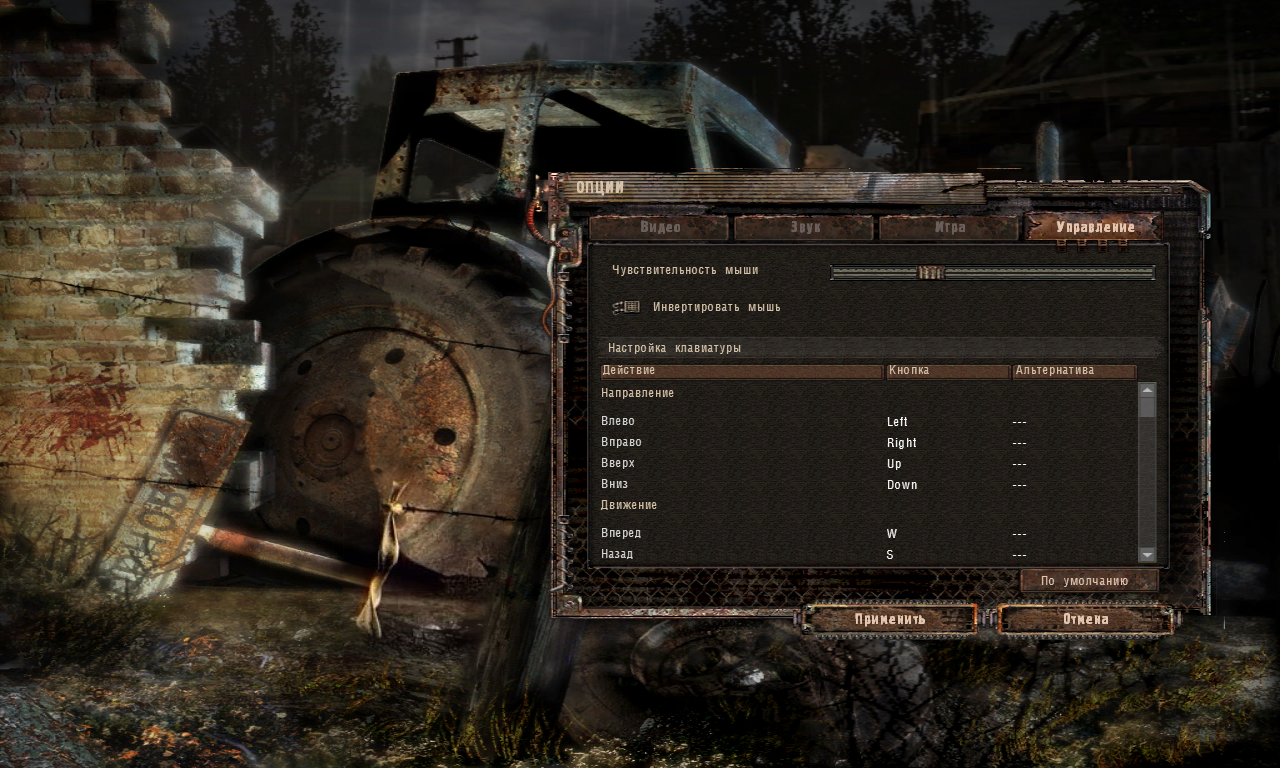 ОПЦИИ
Видео Звук Игра Управление
Чувствительность мыши
Инвертировать мышь
Настройка клавиатуры
Действие Кнопка Альтернатива
Направление
Влево Left ---
Вправо Right ---
Вверх Up ---
Вниз Down ---
Движение
Вперед W ---
Назад S ---
По умолчанию
Применить Отмена